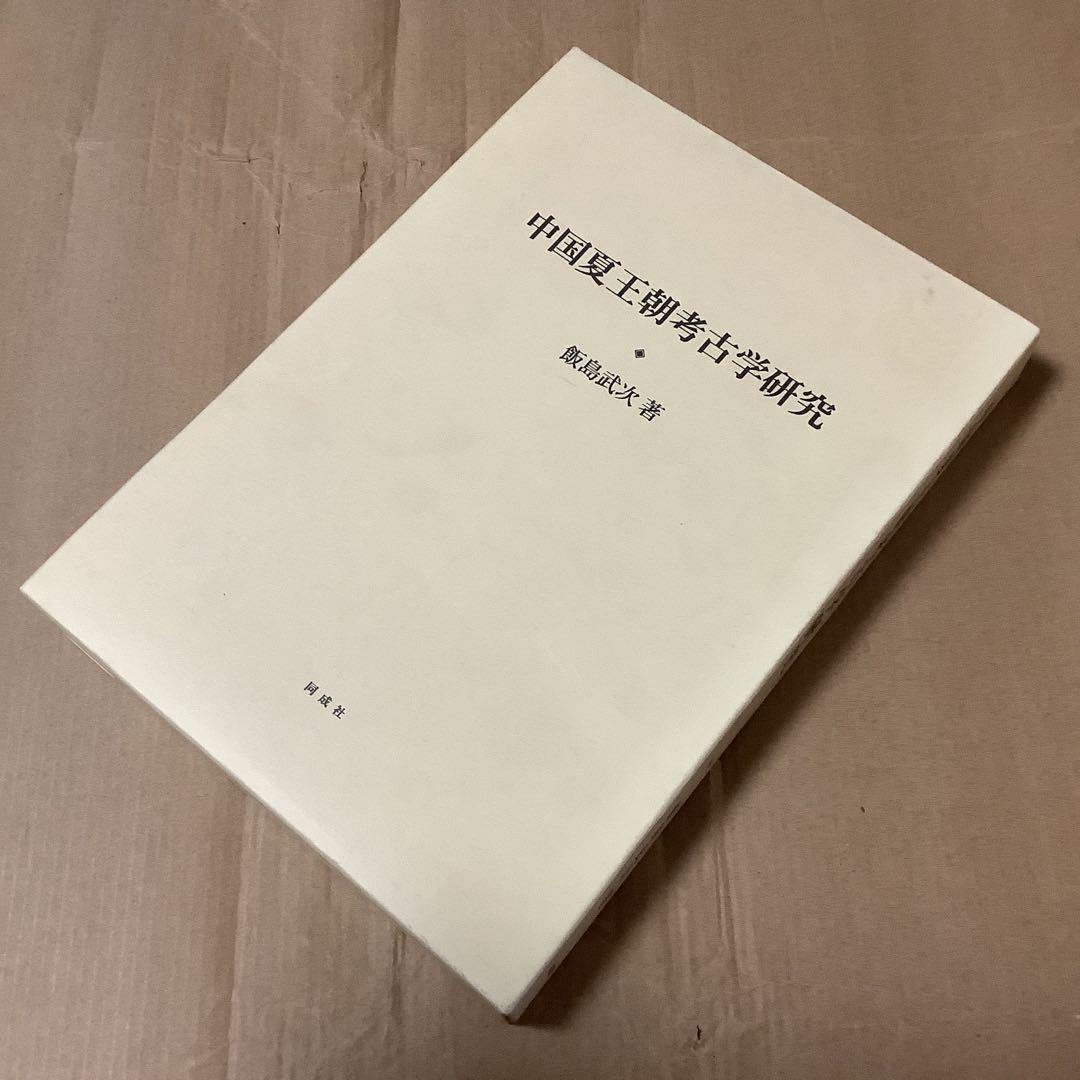 中国夏王朝考古学研究
飯島武次 著
同成社